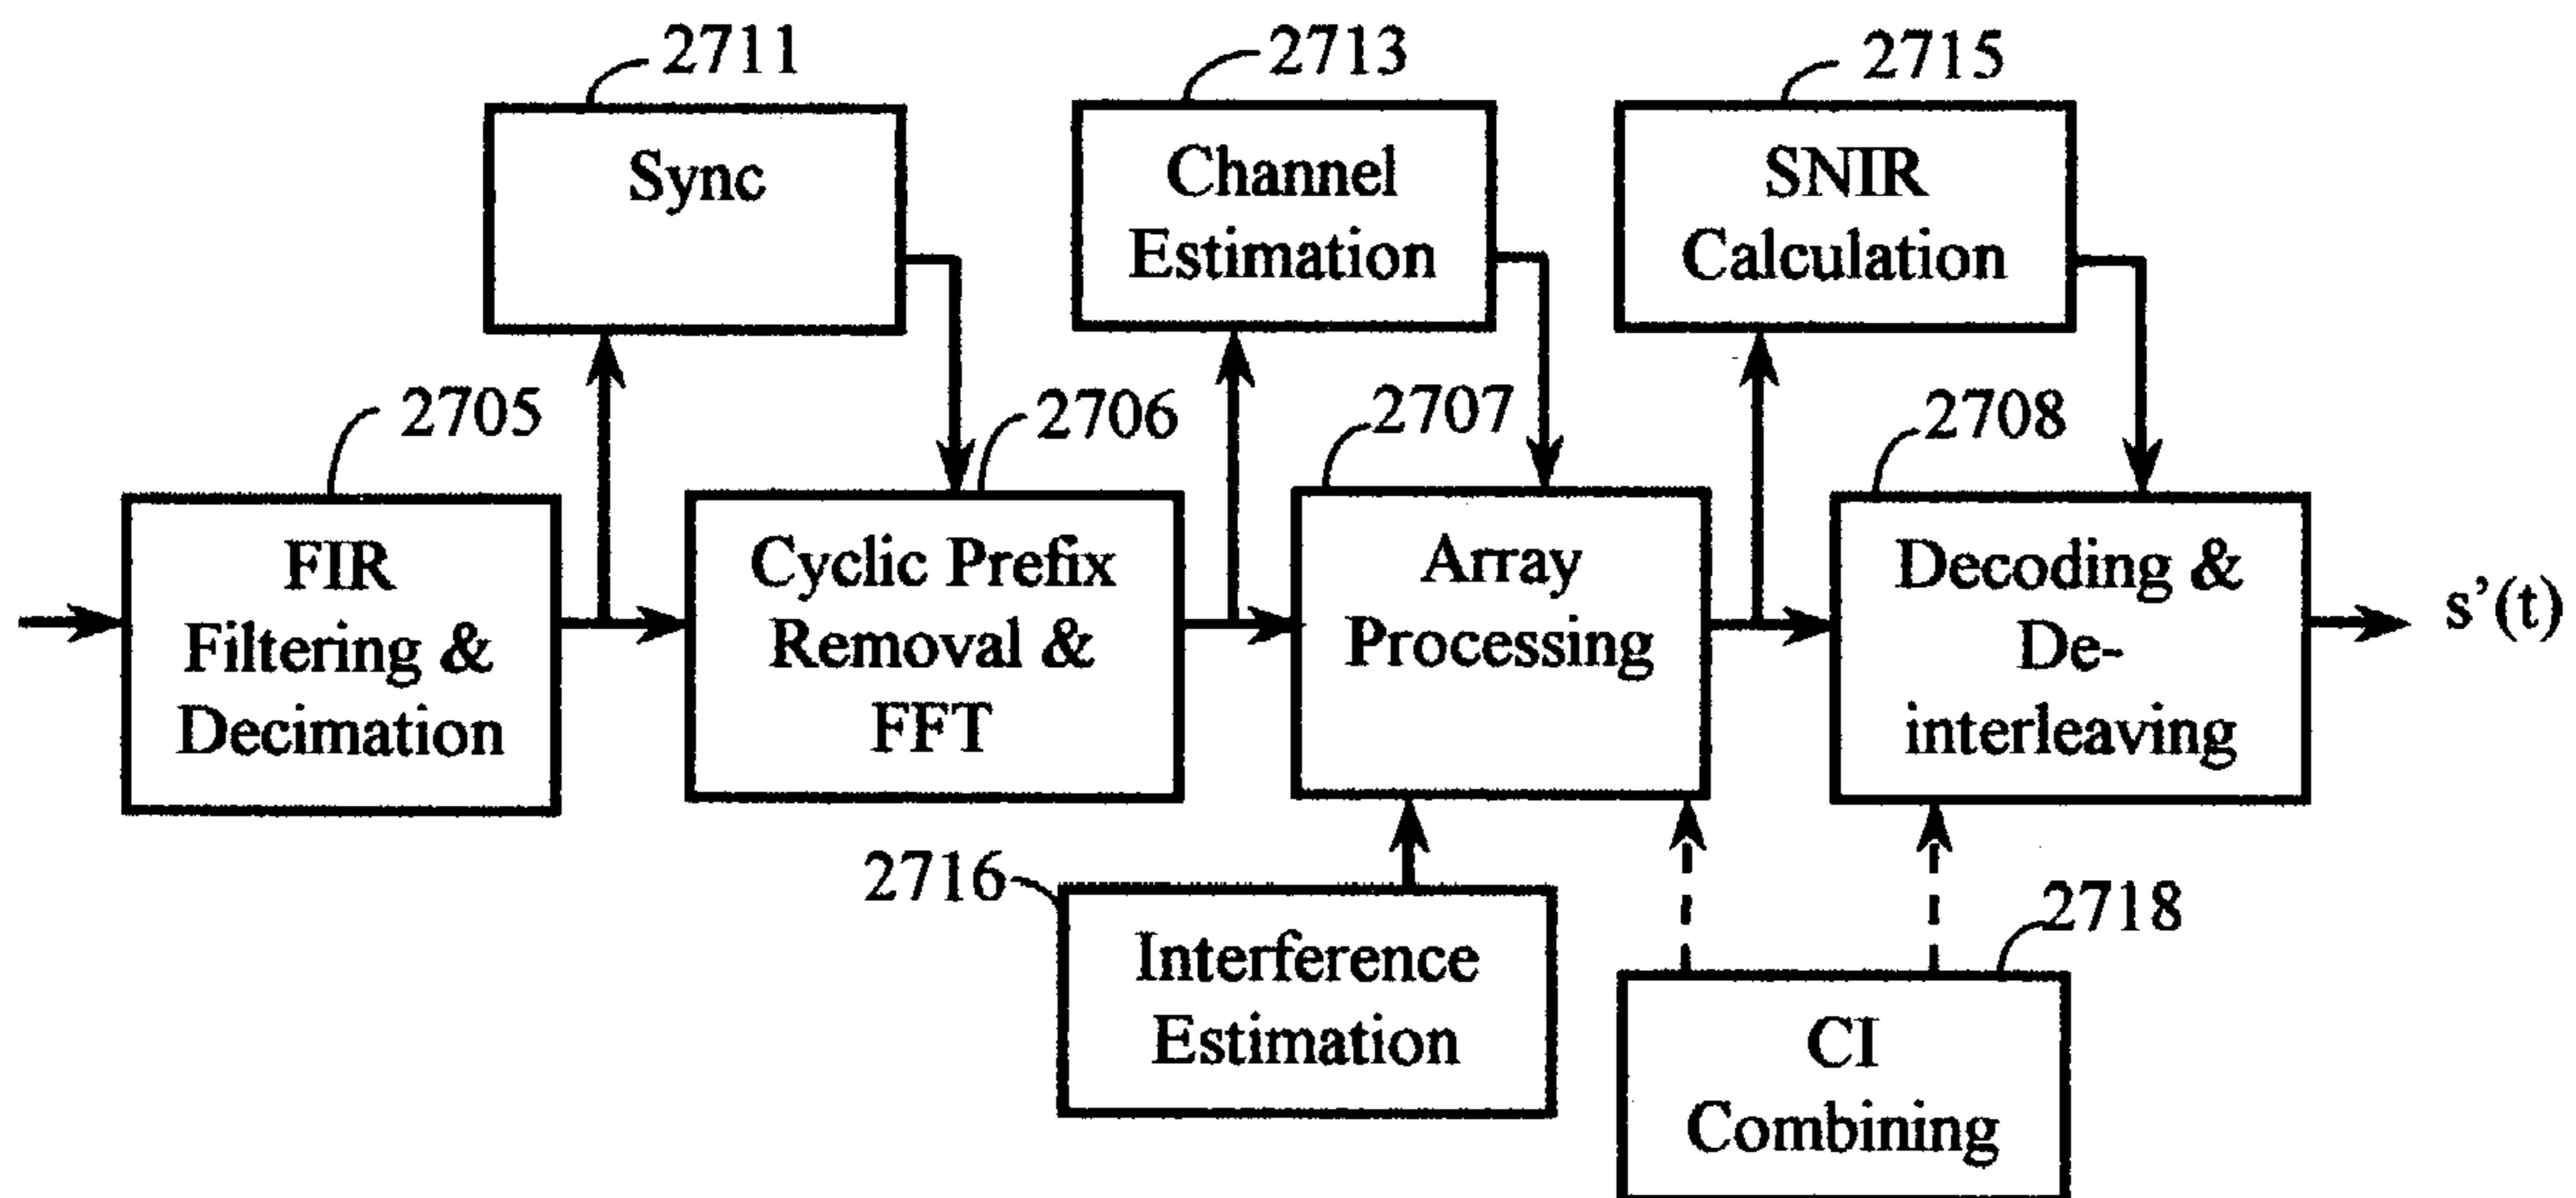 2711
2713
2715
Sync
Channel
Estimation
SNIR
Calculation
2705
2706
2707
2708
FIR
Filtering &
Decimation
Cyclic Prefix
Removal &
FFT
Array
Processing
Decoding &
De-
interleaving
s’(t)
2716
Interference
Estimation
2718
CI
Combining